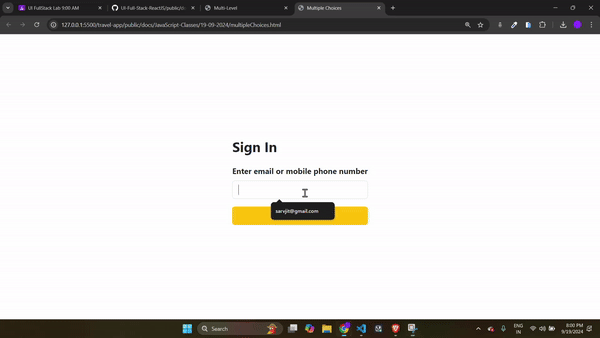 UI FullStack Lab 9:00 AM
UI-Full-Stack-ReactJS/public/d
Multi-Level
Multiple Choices
127.0.0.1:5500/travel-app/public/docs/JavaScript-Classes/19-09-2024/multipleChoices.html
Sign In
Enter email or mobile phone number
sarvjit@gmail.com
Search
ENG
IN
8:00 PM
9/19/2024